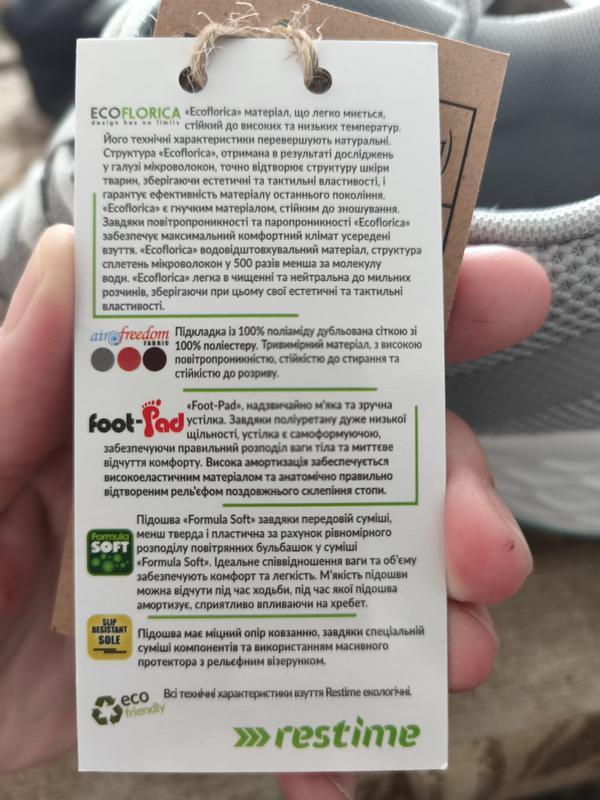 ECOFLORICA
design has no limits
«Ecoflorica» матеріал, що легко миється,
стійкий до високих та низьких температур.
Його технічні характеристики перевершують натуральні.
Структура «Ecoflorica», отримана в результаті досліджень
у галузі мікроволокон, точно відтворює структуру шкіри
тварин, зберігаючи естетичні та тактильні властивості, і
гарантує ефективність матеріалу останнього покоління.
«Ecoflorica» є гнучким матеріалом, стійким до зношування.
Завдяки повітропроникності та паропроникності «Ecoflorica»
забезпечує максимальний комфортний клімат усередені
взуття. «Ecoflorica» водовідштовхувальний матеріал, структура
сплетень мікроволокон у 500 разів менша за молекулу
води. «Ecoflorica» легка в чищенні та нейтральна до мильних
розчинів, зберігаючи при цьому свої естетичні та тактильні
властивості.
air freedom
FABRIC
Підкладка із 100% поліаміду дубльована сіткою зі
100% поліестеру. Тривимірний матеріал, з високою
повітропроникністю, стійкістю до стирання та
стійкістю до розриву.
foot-Pad
«Foot-Pad», надзвичайно м'яка та зручна
устілка. Завдяки поліуретану дуже низької
щільності, устілка є самоформуючою,
забезпечуючи правильний розподіл ваги тіла та миттєве
відчуття комфорту. Висока амортизація забеспечується
високоеластичним матеріалом та анатомічно правильно
відтвореним рель'єфом поздовжнього склепіння стопи.
Formula
SOFT
Підошва «Formula Soft» завдяки передовій суміші,
менш тверда і пластична за рахунок рівномірного
розподілу повітрянних бульбашок у суміші
«Formula Soft». Ідеальне співвідношення ваги та об'єму
забезпечують комфорт та легкість. М'якість підошви
можна відчути під час ходьби, під час якої підошва
амортизує, сприятливо впливаючи на хребет.
SLIP
RESISTANT
SOLE
Підошва має міцний опір ковзанню, завдяки спеціальній
суміші компонентів та використанням масивного
протектора з рельєфним візерунком.
eco
friendly
Всі технічні характеристики взуття Restime екологічні.
restime